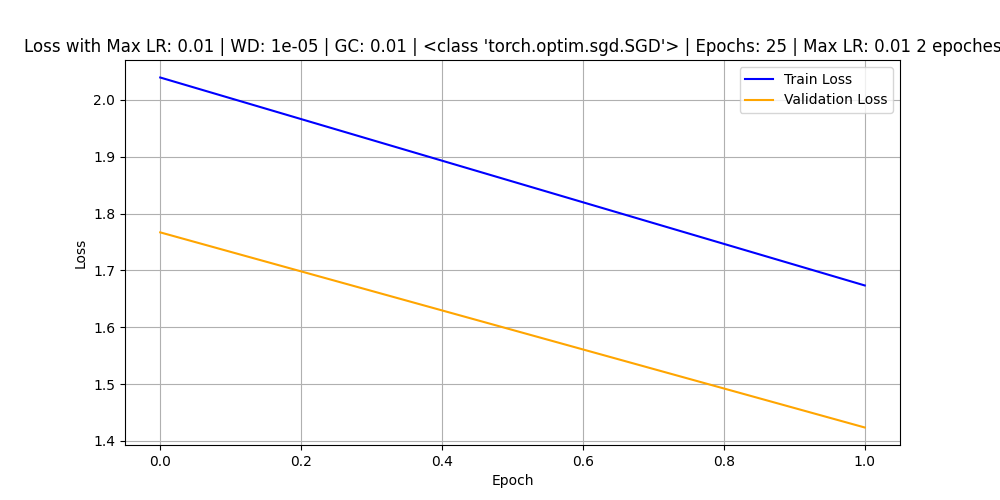 Loss with Max LR: 0.01 | WD: 1e-05 | GC: 0.01 | <class 'torch.optim.sgd.SGD'> | Epochs: 25 | Max LR: 0.01 2 epoches
Train Loss
Validation Loss
2.0
1.9
1.8
1.7
1.6
1.5
1.4
Loss
0.0 0.2 0.4 0.6 0.8 1.0
Epoch